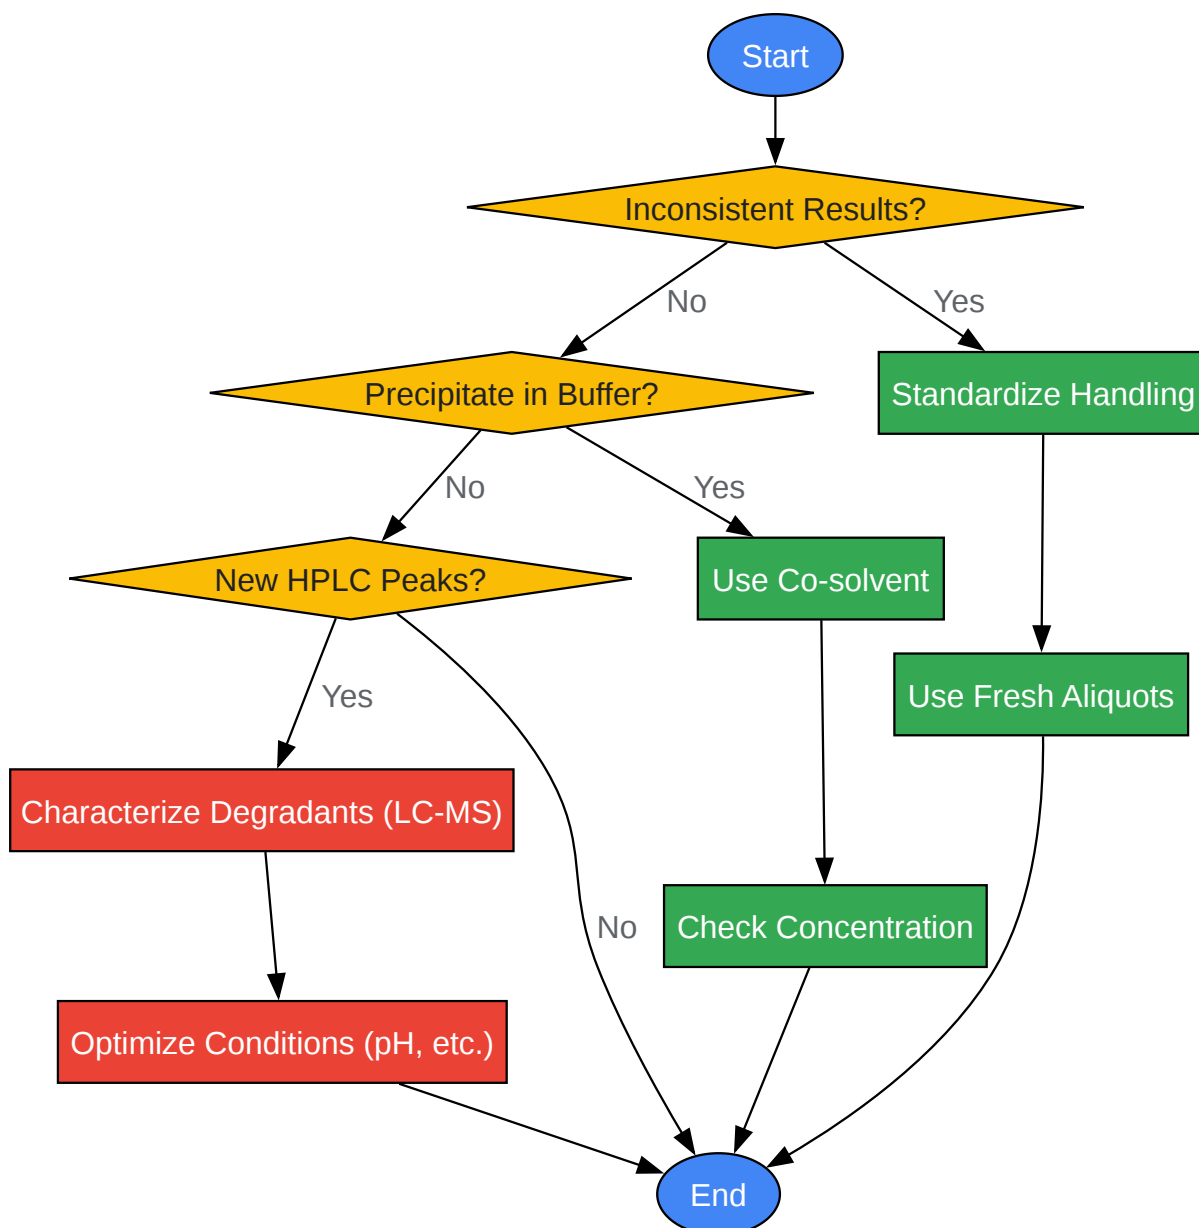 Start
Inconsistent Results?
No
Yes
Precipitate in Buffer?
Standardize Handling
No
Yes
New HPLC Peaks?
Use Co-solvent
Use Fresh Aliquots
Yes
Characterize Degradants (LC-MS)
No
Check Concentration
Optimize Conditions (pH, etc.)
End